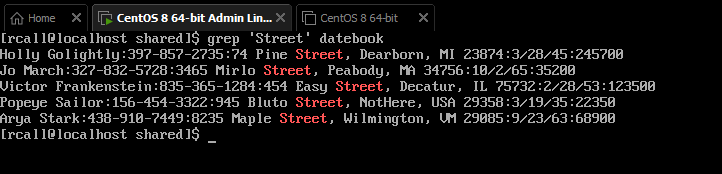 Home
CentOS 8 64-bit Admin Lin...
CentOS 8 64-bit
[rcall@localhost shared]$ grep 'Street' datebook
Holly Golightly:397-857-2735:74 Pine Street, Dearborn, MI 23874:3/28/45:245700
Jo March:327-832-5728:3465 Mirlo Street, Peabody, MA 34756:10/2/65:35200
Victor Frankenstein:835-365-1284:454 Easy Street, Decatur, IL 75732:2/28/53:123500
Popeye Sailor:156-454-3322:945 Bluto Street, NotHere, USA 29358:3/19/35:22350
Arya Stark:438-910-7449:8235 Maple Street, Wilmington, VM 29085:9/23/63:68900
[rcall@localhost shared]$ _